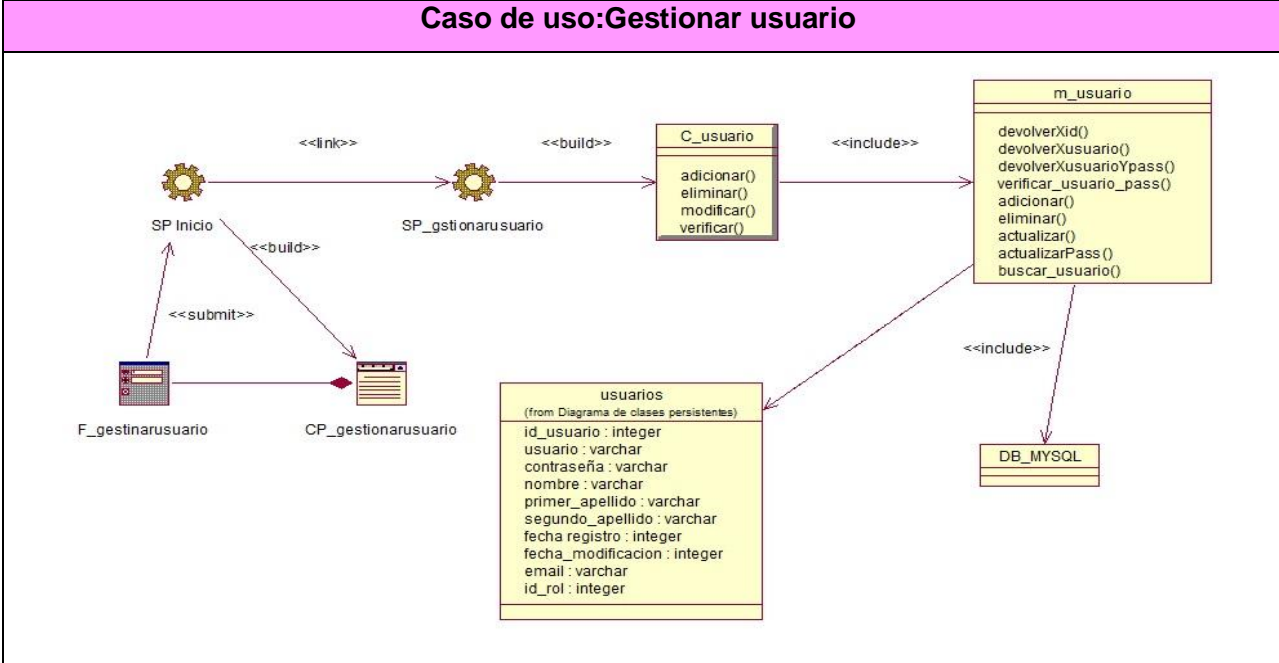 Caso de uso:Gestionar usuario
<<link>>
<<build>>
<<include>>
SP Inicio
SP_gstionarusuario
C_usuario
adicionar()
eliminar()
modificar()
verificar()
m_usuario
devolverXid()
devolverXusuario()
devolverXusuarioYpass()
verificar_usuario_pass()
adicionar()
eliminar()
actualizar()
actualizarPass()
buscar_usuario()
<<build>>
<<submit>>
<<include>>
F_gestinarusuario
CP_gestionarusuario
usuarios
(from Diagrama de clases persistentes)
id_usuario : integer
usuario : varchar
contraseña : varchar
nombre : varchar
primer_apellido : varchar
segundo_apellido : varchar
fecha registro : integer
fecha_modificacion : integer
email : varchar
id_rol : integer
DB_MYSQL